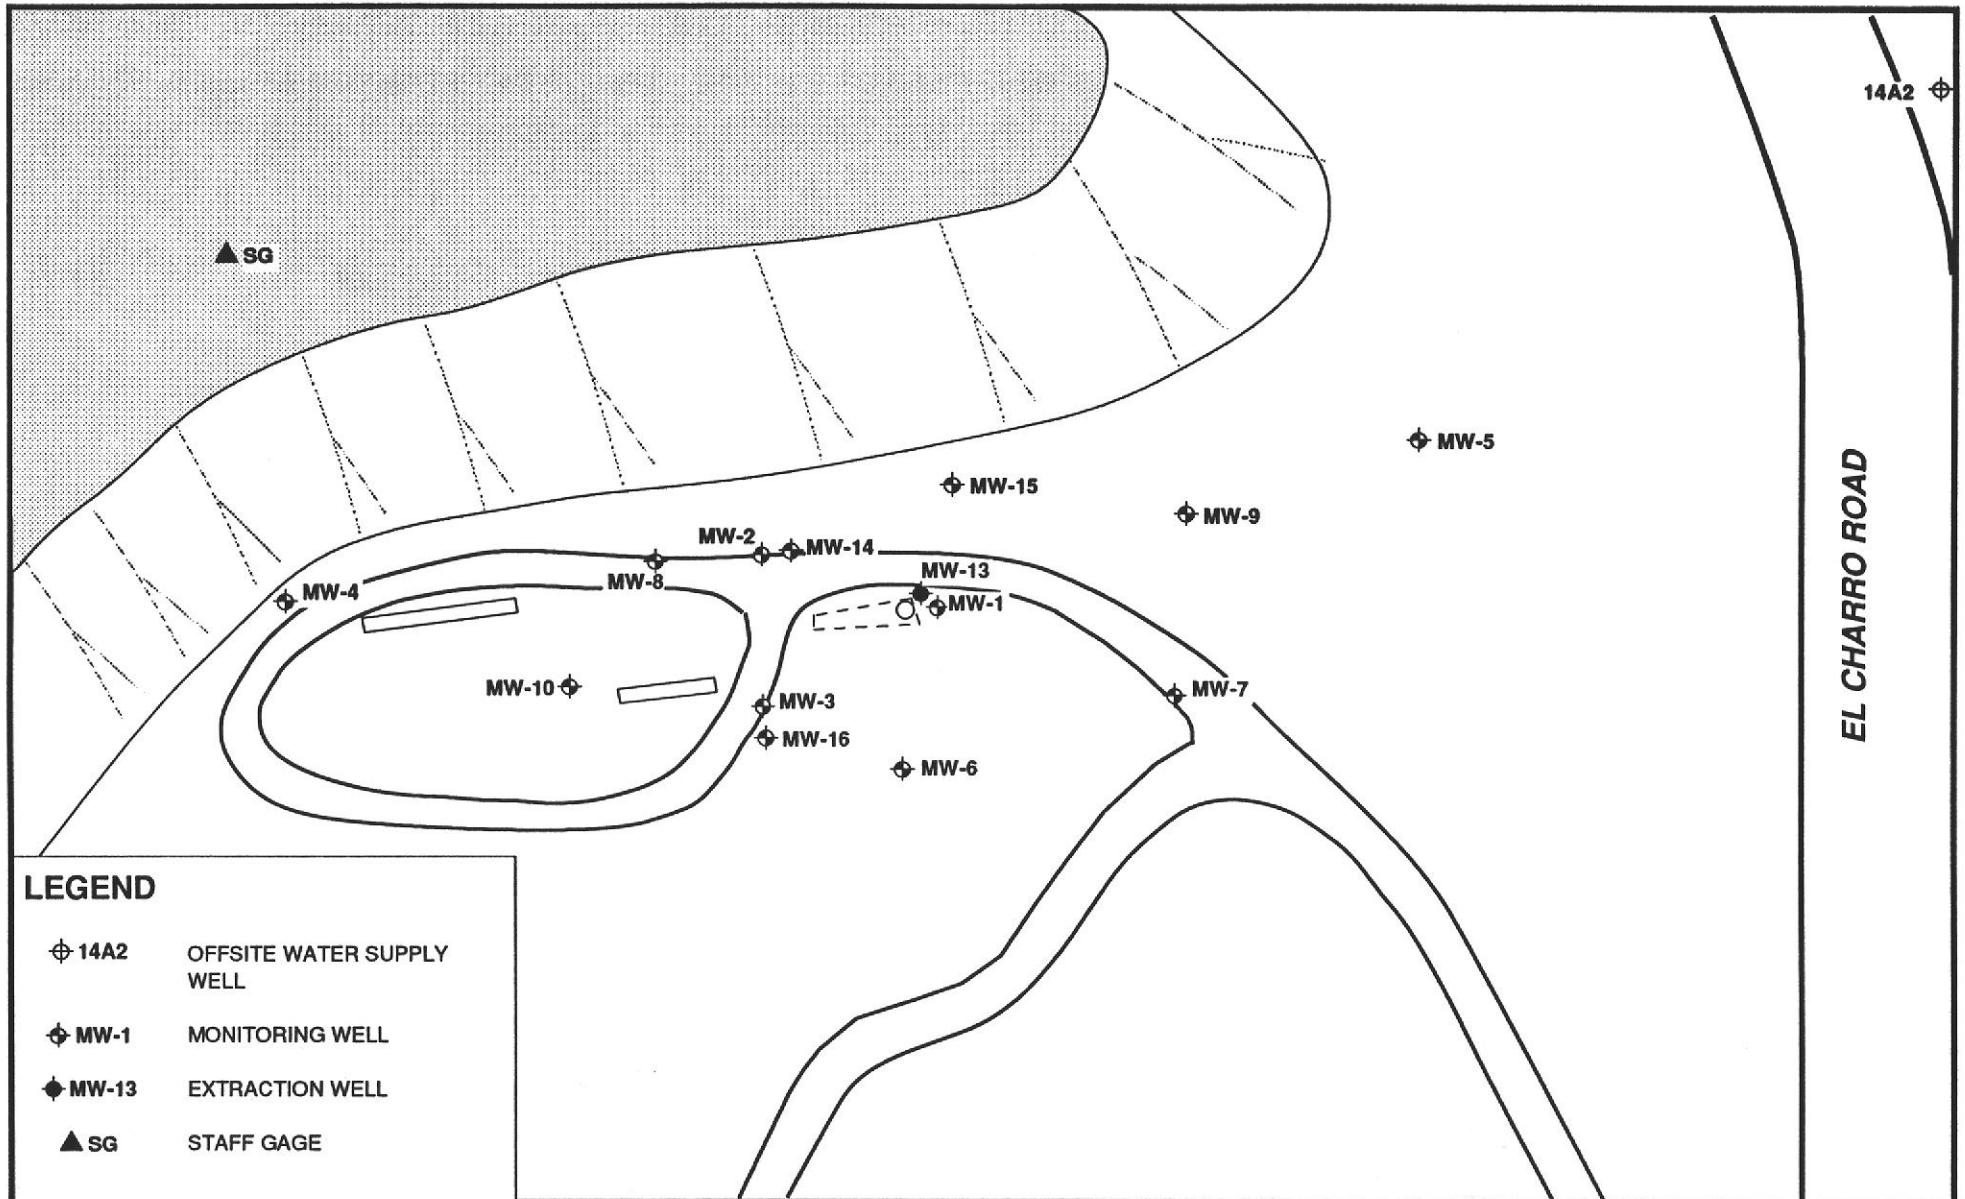 14A2
SG
MW-5
MW-15
MW-9
MW-2
MW-14
MW-13
MW-8
MW-4
MW-1
MW-10
MW-7
MW-3
MW-16
MW-6
EL CHARRO ROAD
LEGEND
14A2 OFFSITE WATER SUPPLY
WELL
MW-1 MONITORING WELL
MW-13 EXTRACTION WELL
SG STAFF GAGE